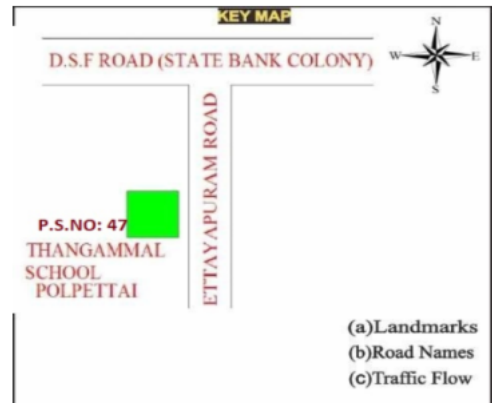 KEY MAP
N
D.S.F ROAD (STATE BANK COLONY)
W
E
S
ETTAYAPURAM ROAD
P.S.NO: 47
THANGAMMAL
SCHOOL
POLPETTAI
(a)Landmarks
(b)Road Names
(c)Traffic Flow